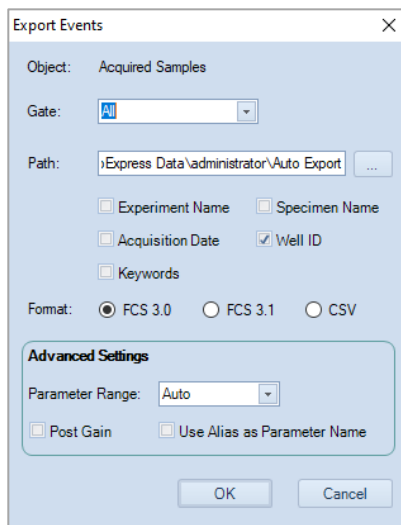 Export Events
Object: Acquired Samples
Gate: All
Path: Express Data\administrator\Auto Export ...
Experiment Name Specimen Name
Acquisition Date Well ID
Keywords
Format: FCS 3.0 FCS 3.1 CSV
Advanced Settings
Parameter Range: Auto
Post Gain Use Alias as Parameter Name
OK Cancel